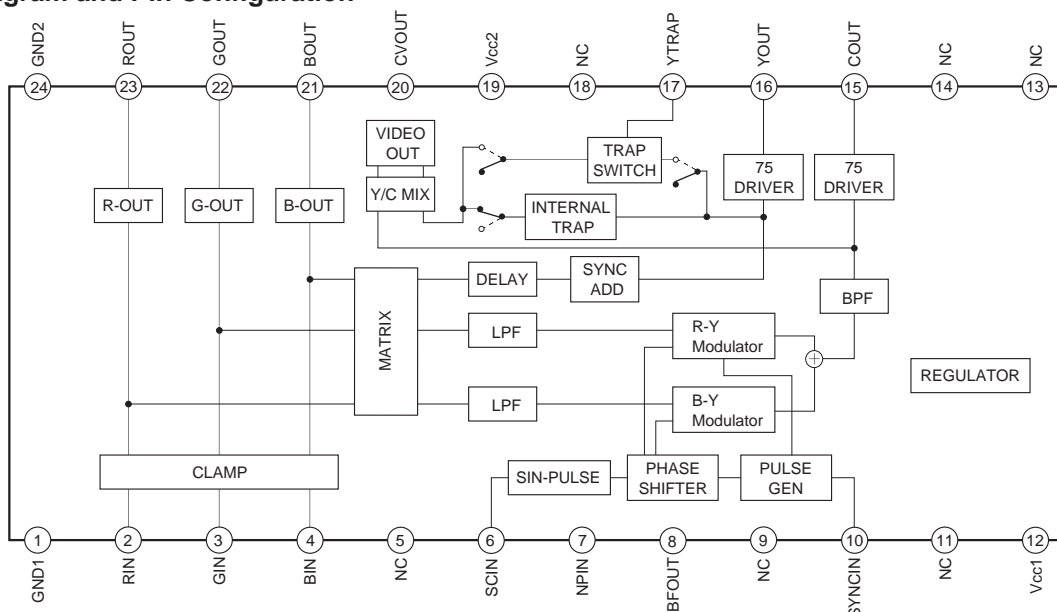 gram and Pin Configuration
GND2
ROUT
GOUT
BOUT
CVOUT
Vcc2
NC
YTRAP
YOUT
COUT
NC
NC
24
23
22
21
20
19
18
17
16
15
14
13
VIDEO
OUT
TRAP
SWITCH
75
DRIVER
75
DRIVER
R-OUT
G-OUT
B-OUT
Y/C MIX
INTERNAL
TRAP
DELAY
SYNC
ADD
BPF
MATRIX
LPF
R-Y
Modulator
REGULATOR
LPF
B-Y
Modulator
CLAMP
SIN-PULSE
PHASE
SHIFTER
PULSE
GEN
1
2
3
4
5
6
7
8
9
10
11
12
GND1
RIN
GIN
BIN
NC
SCIN
NPIN
BFOUT
NC
SYNCIN
NC
Vcc1